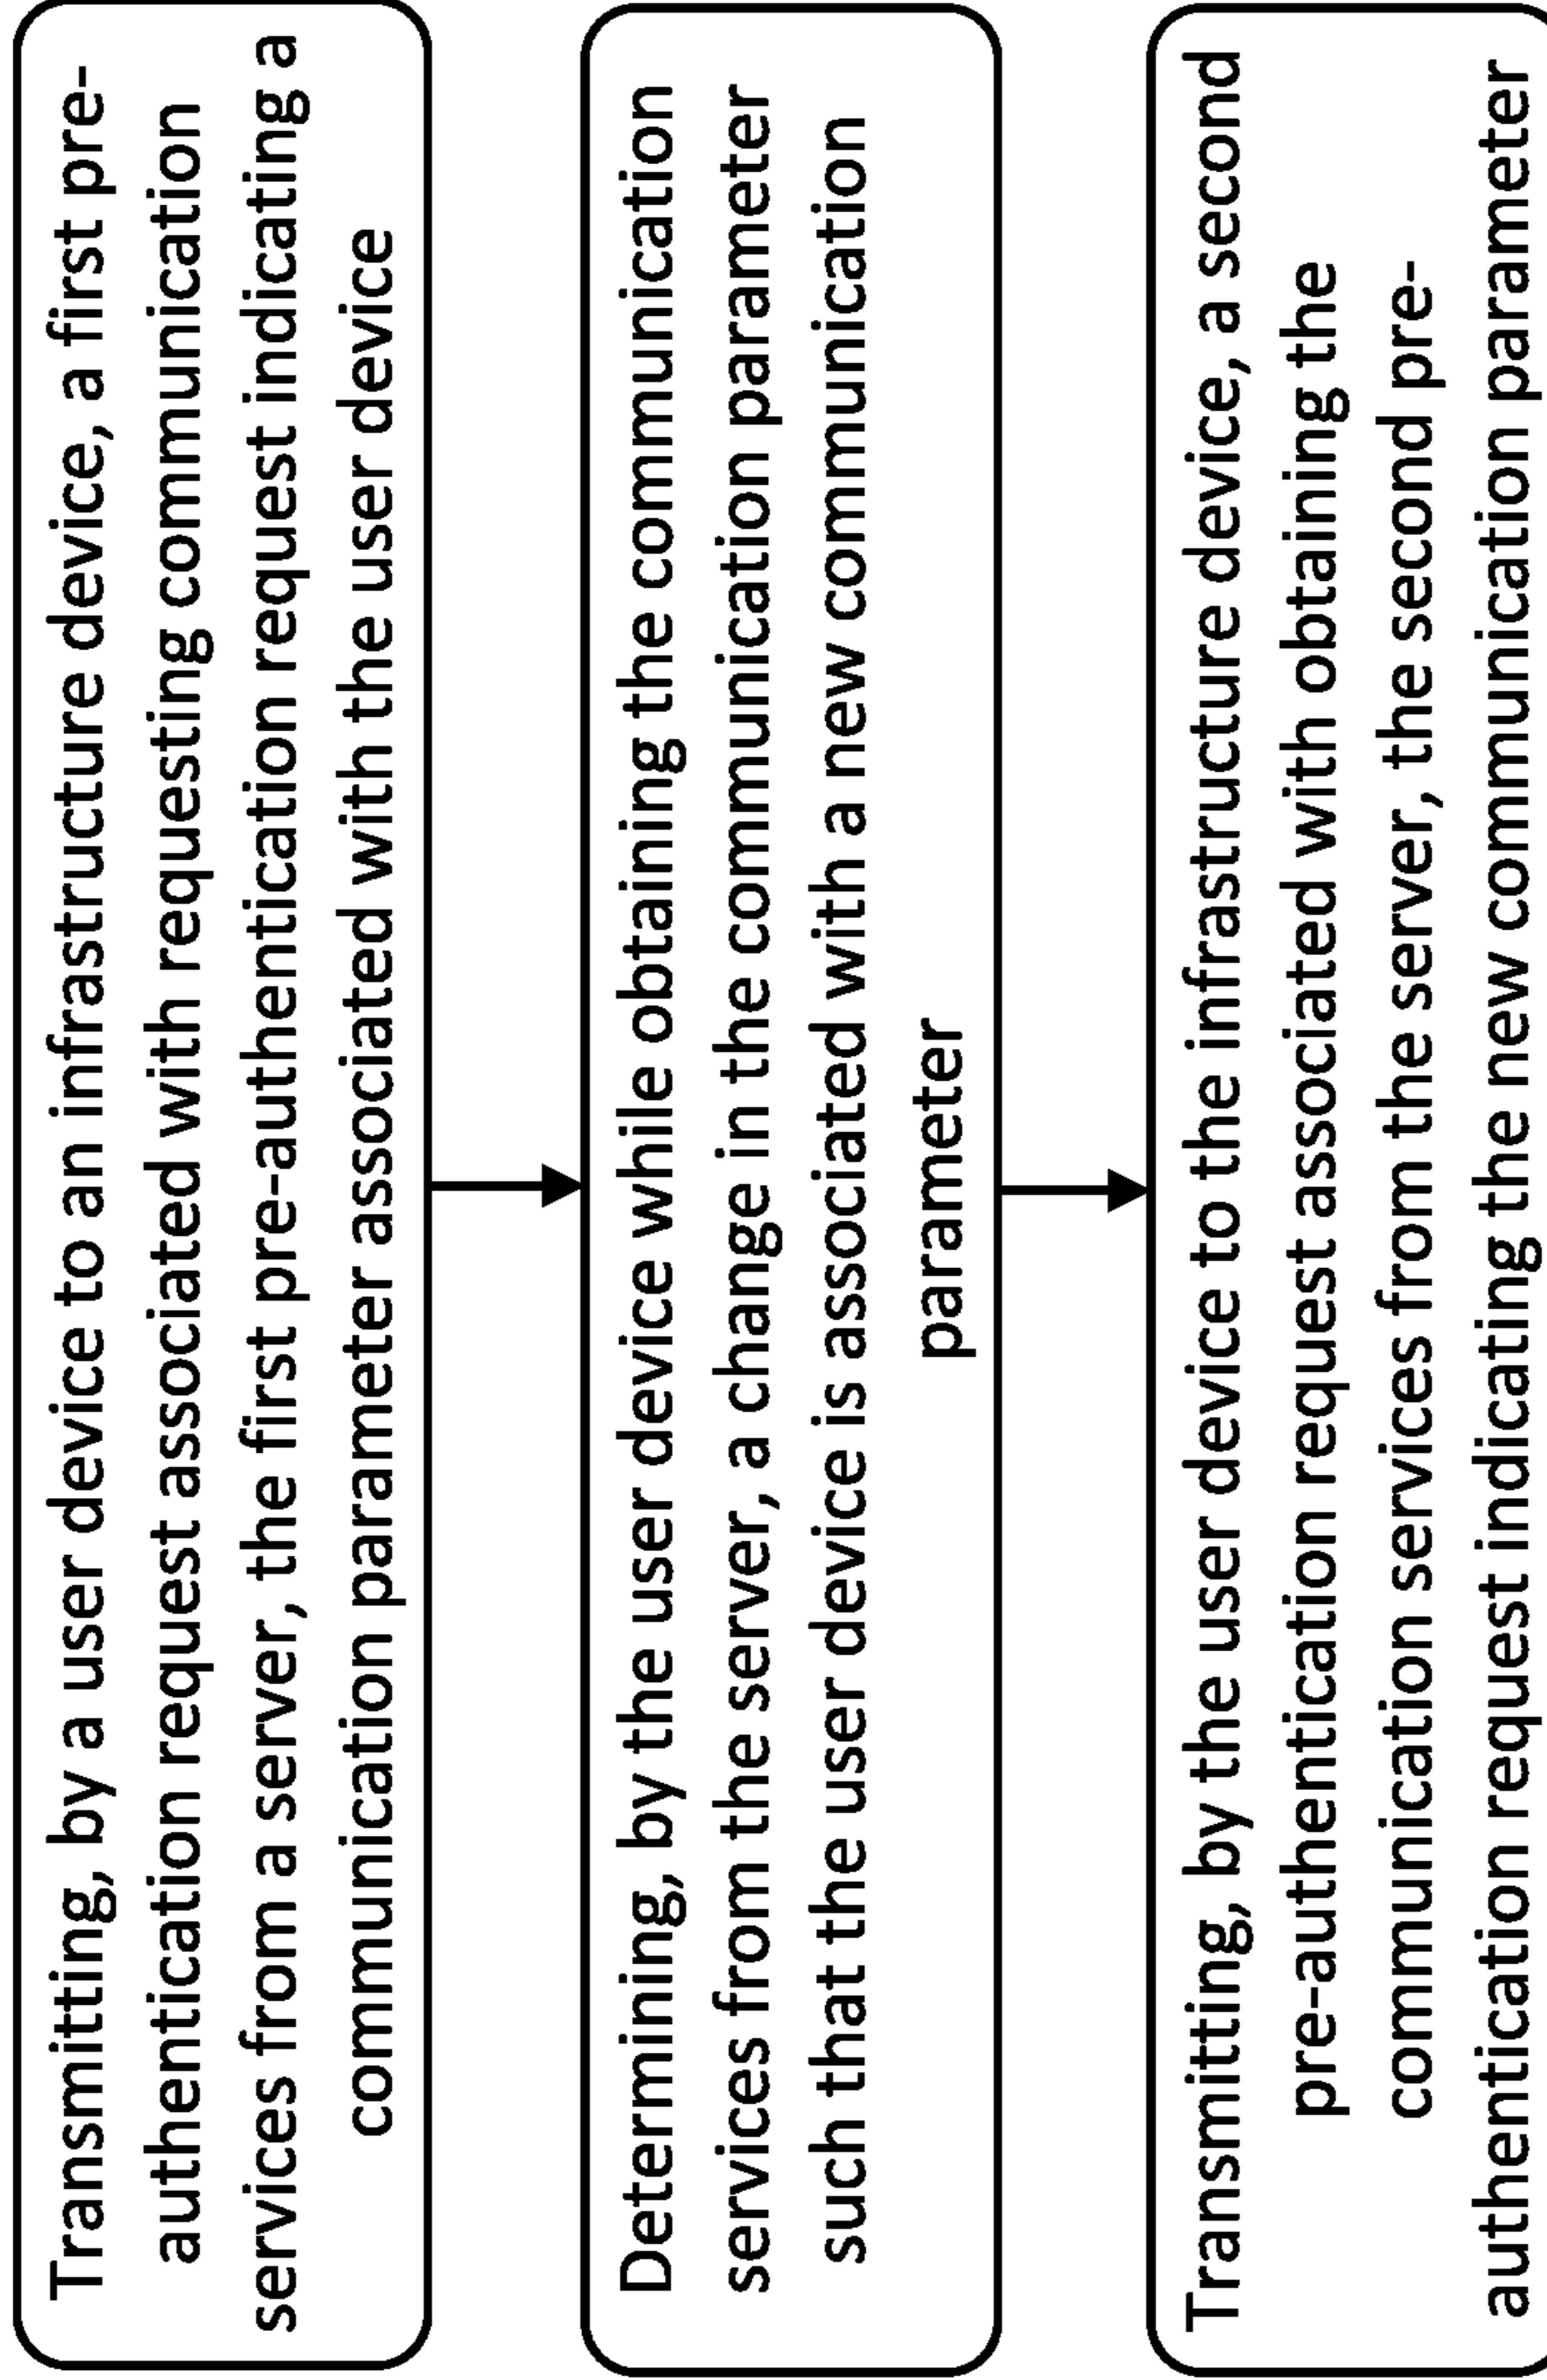 Transmitting, by a user device to an infrastructure device, a first pre-
authentication request associated with requesting communication
services from a server, the first pre-authentication request indicating a
communication parameter associated with the user device
Determining, by the user device while obtaining the communication
services from the server, a change in the communication parameter
such that the user device is associated with a new communication
parameter
Transmitting, by the user device to the infrastructure device, a second
pre-authentication request associated with obtaining the
communication services from the server, the second pre-
authentication request indicating the new communication parameter